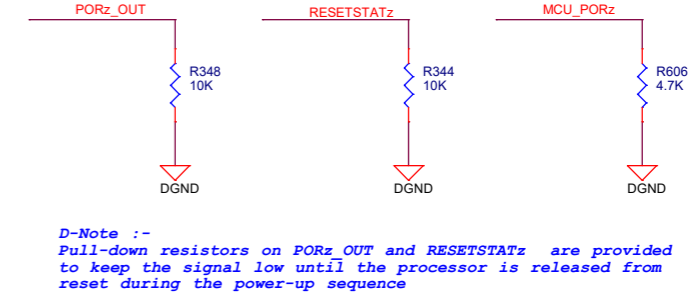 PORz_OUT
RESETSTATz
MCU_PORz
R348
10K
R344
10K
R606
4.7K
DGND
DGND
DGND
D-Note :-
Pull-down resistors on PORz_OUT and RESETSTATz are provided
to keep the signal low until the processor is released from
reset during the power-up sequence